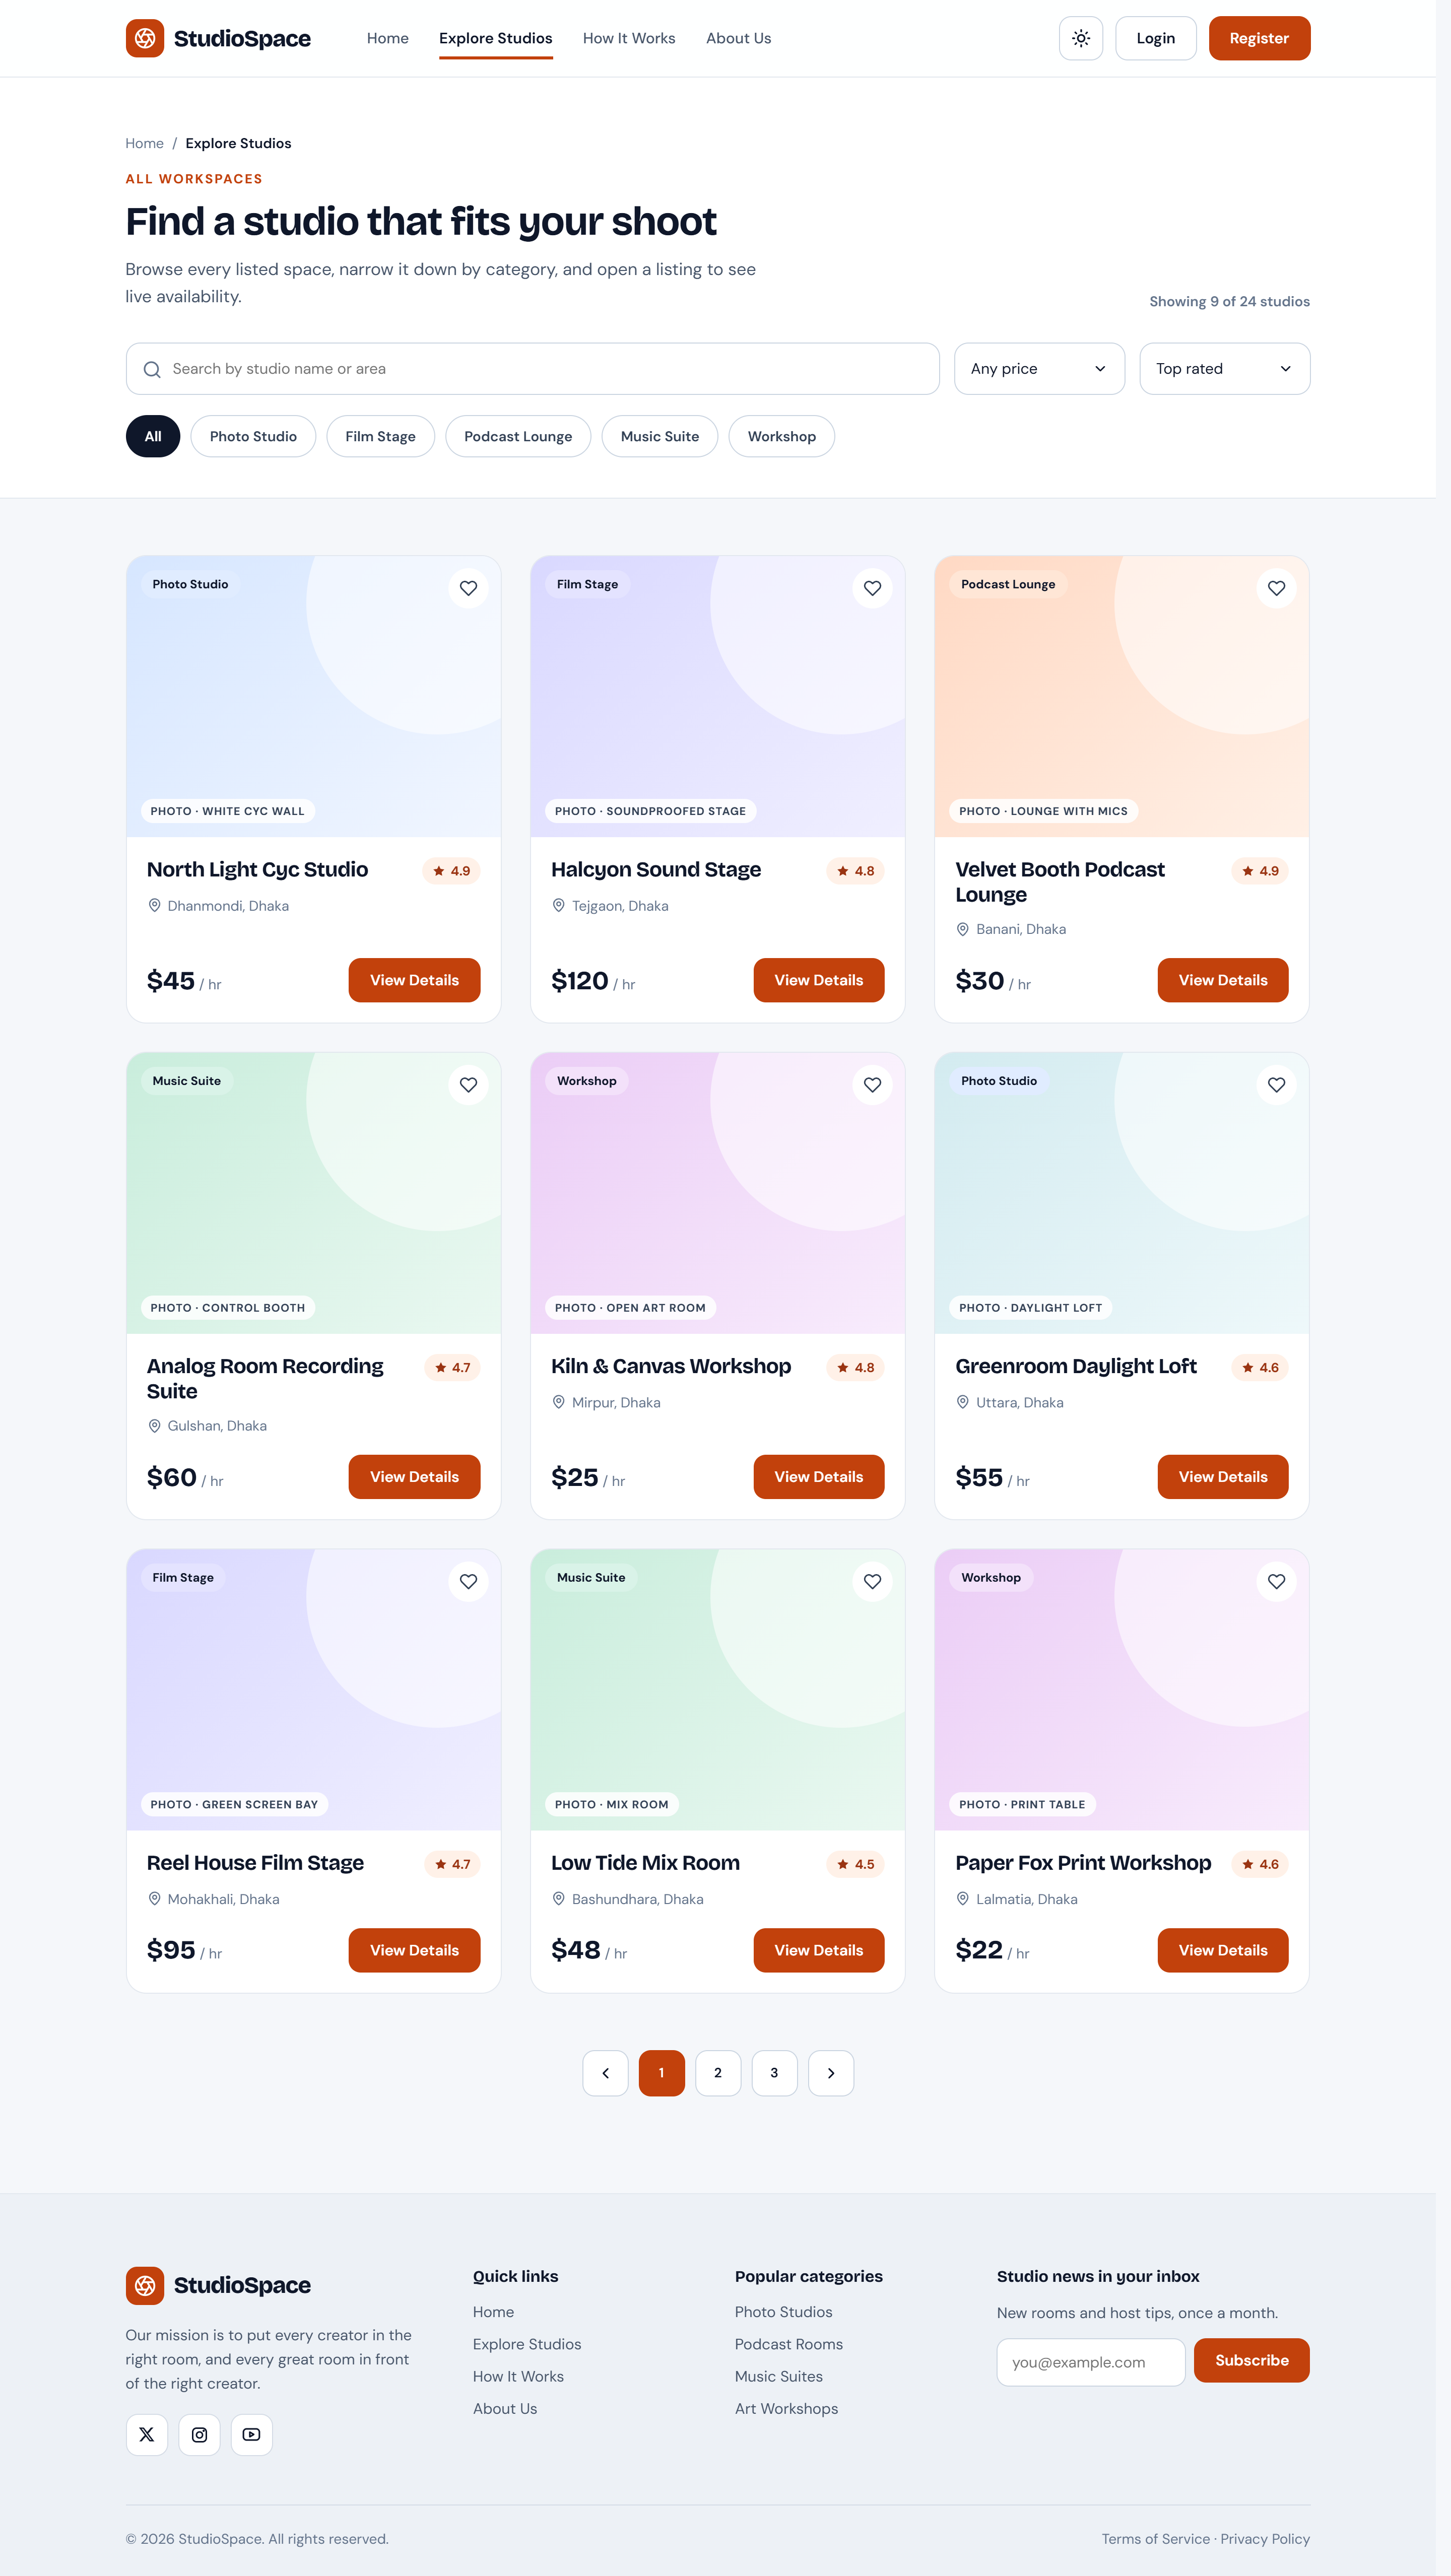 StudioSpace
Home
Explore Studios
How It Works
About Us
Login
Register
Home / Explore Studios
ALL WORKSPACES
Find a studio that fits your shoot
Browse every listed space, narrow it down by category, and open a listing to see
live availability.
Showing 9 of 24 studios
Search by studio name or area
Any price
Top rated
All
Photo Studio
Film Stage
Podcast Lounge
Music Suite
Workshop
Photo Studio
PHOTO · WHITE CYC WALL
North Light Cyc Studio
4.9
Dhanmondi, Dhaka
$45 / hr
View Details
Film Stage
PHOTO · SOUNDPROOFED STAGE
Halcyon Sound Stage
4.8
Tejgaon, Dhaka
$120 / hr
View Details
Podcast Lounge
PHOTO · LOUNGE WITH MICS
Velvet Booth Podcast
Lounge
4.9
Banani, Dhaka
$30 / hr
View Details
Music Suite
PHOTO · CONTROL BOOTH
Analog Room Recording
Suite
4.7
Gulshan, Dhaka
$60 / hr
View Details
Workshop
PHOTO · OPEN ART ROOM
Kiln & Canvas Workshop
4.8
Mirpur, Dhaka
$25 / hr
View Details
Photo Studio
PHOTO · DAYLIGHT LOFT
Greenroom Daylight Loft
4.6
Uttara, Dhaka
$55 / hr
View Details
Film Stage
PHOTO · GREEN SCREEN BAY
Reel House Film Stage
4.7
Mohakhali, Dhaka
$95 / hr
View Details
Music Suite
PHOTO · MIX ROOM
Low Tide Mix Room
4.5
Bashundhara, Dhaka
$48 / hr
View Details
Workshop
PHOTO · PRINT TABLE
Paper Fox Print Workshop
4.6
Lalmatia, Dhaka
$22 / hr
View Details
1
2
3
StudioSpace
Our mission is to put every creator in the
right room, and every great room in front
of the right creator.
Quick links
Home
Explore Studios
How It Works
About Us
Popular categories
Photo Studios
Podcast Rooms
Music Suites
Art Workshops
Studio news in your inbox
New rooms and host tips, once a month.
you@example.com
Subscribe
© 2026 StudioSpace. All rights reserved.
Terms of Service · Privacy Policy